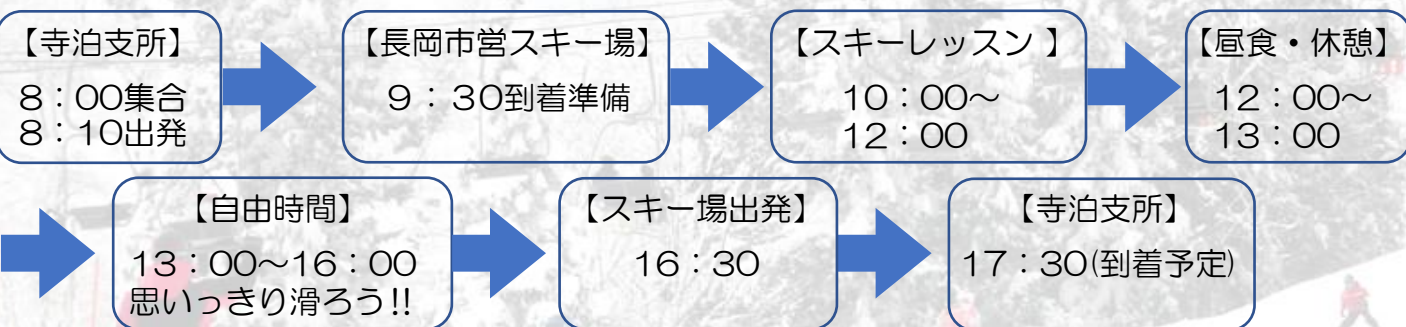 【寺泊支所】
８：００集合
８：１０出発
【長岡市営スキー場】
９：３０到着準備
【スキーレッスン 】
１０：００～
１２：００
【昼食・休憩】
１２：００～
１３：００
【自由時間】
１３：００～１６：００
思いっきり滑ろう!!
【スキー場出発】
１６：３０
【寺泊支所】
１７：３０(到着予定)